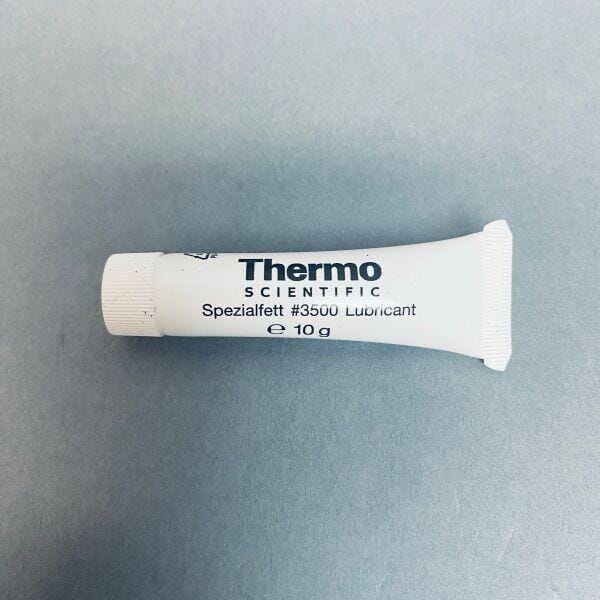 Thermo
SCIENTIFIC
Spezialfett #3500 Lubricant
℮ 10 g